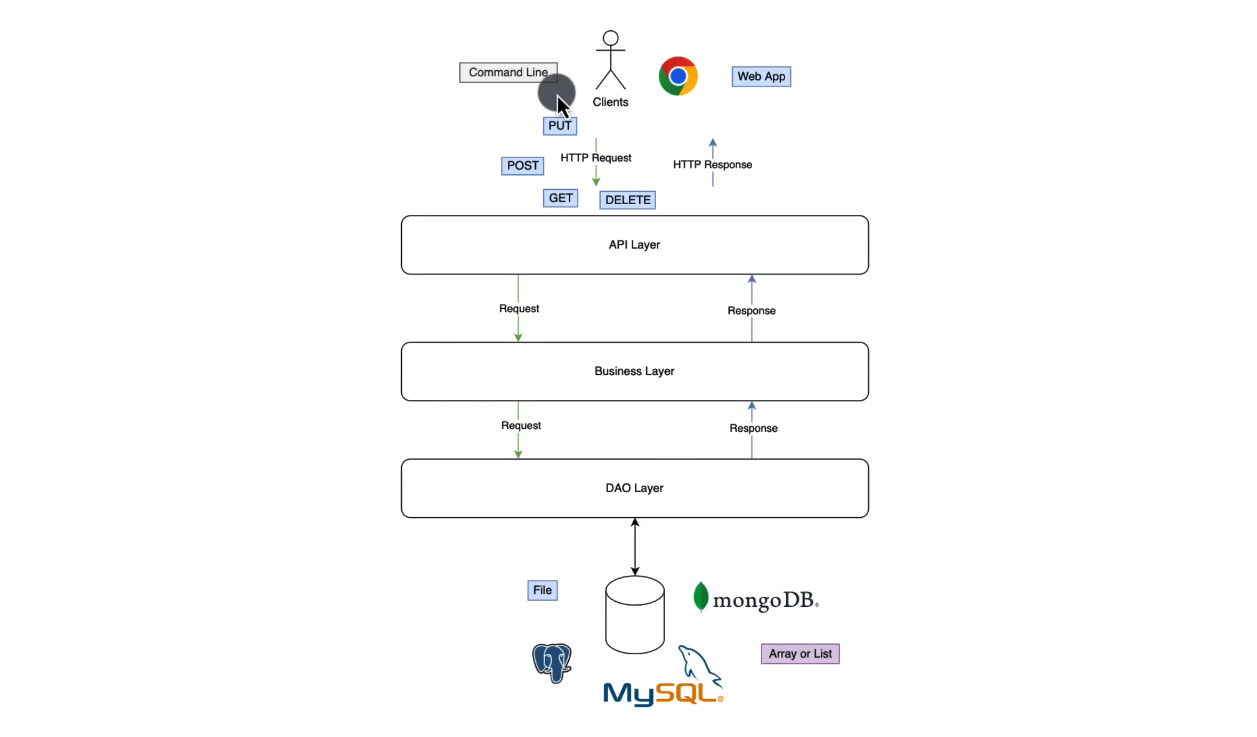 Command Line
Web App
Clients
PUT
HTTP Request
HTTP Response
POST
GET
DELETE
API Layer
Request
Response
Business Layer
Request
Response
DAO Layer
File
mongoDB®
Array or List
MySQL®